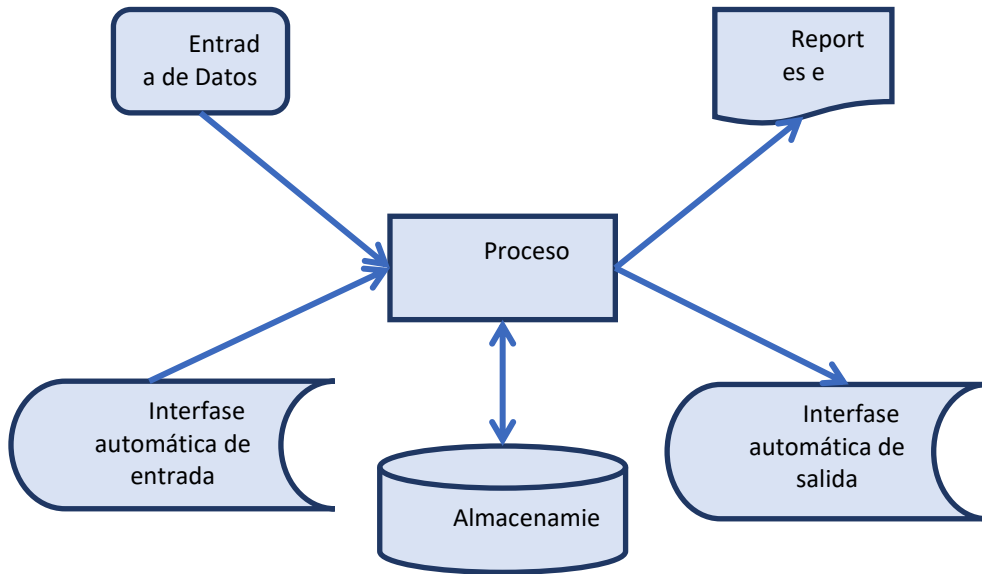 Entrad
a de Datos
Report
es e
Proceso
Interfase
automática de
entrada
Almacenamie
Interfase
automática de
salida